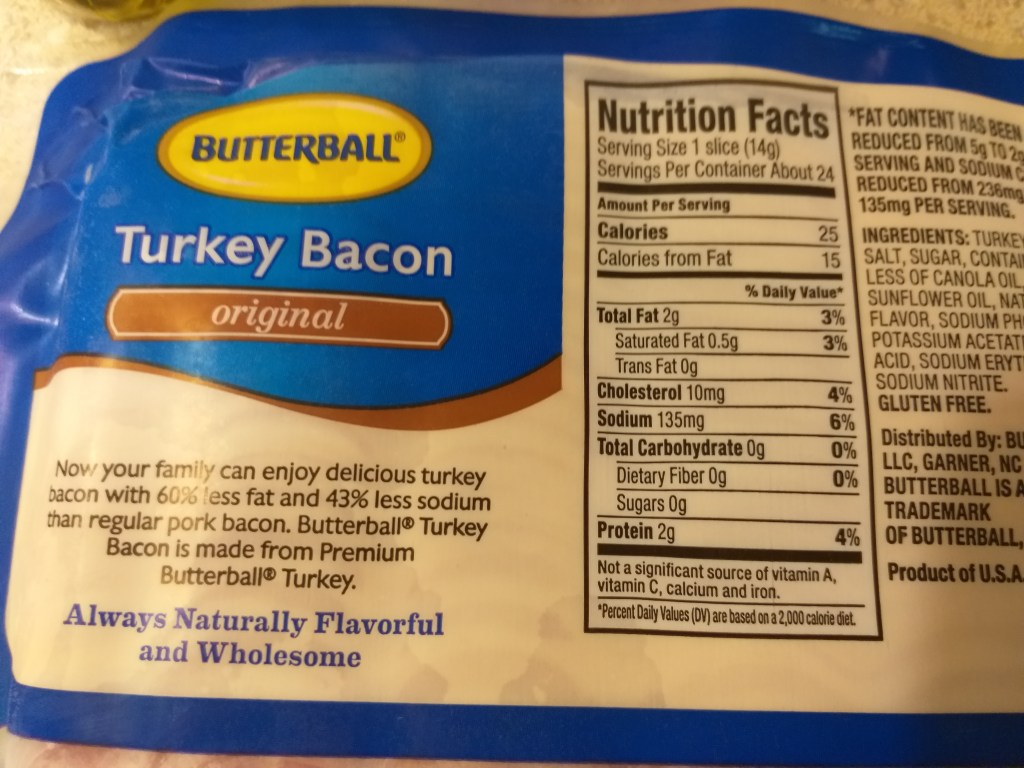 BUTTERBALL®
Turkey Bacon
original
Now your family can enjoy delicious turkey
bacon with 60% less fat and 43% less sodium
than regular pork bacon. Butterball® Turkey
Bacon is made from Premium
Butterball® Turkey.
Always Naturally Flavorful
and Wholesome
Nutrition Facts
Serving Size 1 slice (14g)
Servings Per Container About 24
Amount Per Serving
Calories 25
Calories from Fat 15
% Daily Value*
Total Fat 2g 3%
Saturated Fat 0.5g 3%
Trans Fat 0g
Cholesterol 10mg 4%
Sodium 135mg 6%
Total Carbohydrate 0g 0%
Dietary Fiber 0g 0%
Sugars 0g
Protein 2g 4%
Not a significant source of vitamin A,
vitamin C, calcium and iron.
*Percent Daily Values (DV) are based on a 2,000 calorie diet.
*FAT CONTENT HAS BEEN
REDUCED FROM 5g TO 2g
SERVING AND SODIUM
REDUCED FROM 236mg
135mg PER SERVING.
INGREDIENTS: TURKEY
SALT, SUGAR,
LESS OF CANOLA OIL
SUNFLOWER OIL,
FLAVOR, SODIUM
POTASSIUM
ACID, SODIUM
SODIUM NITRITE.
GLUTEN FREE.
Distributed By:
LLC, GARNER, NC
BUTTERBALL IS A
TRADEMARK
OF BUTTERBALL,
Product of U.S.A.